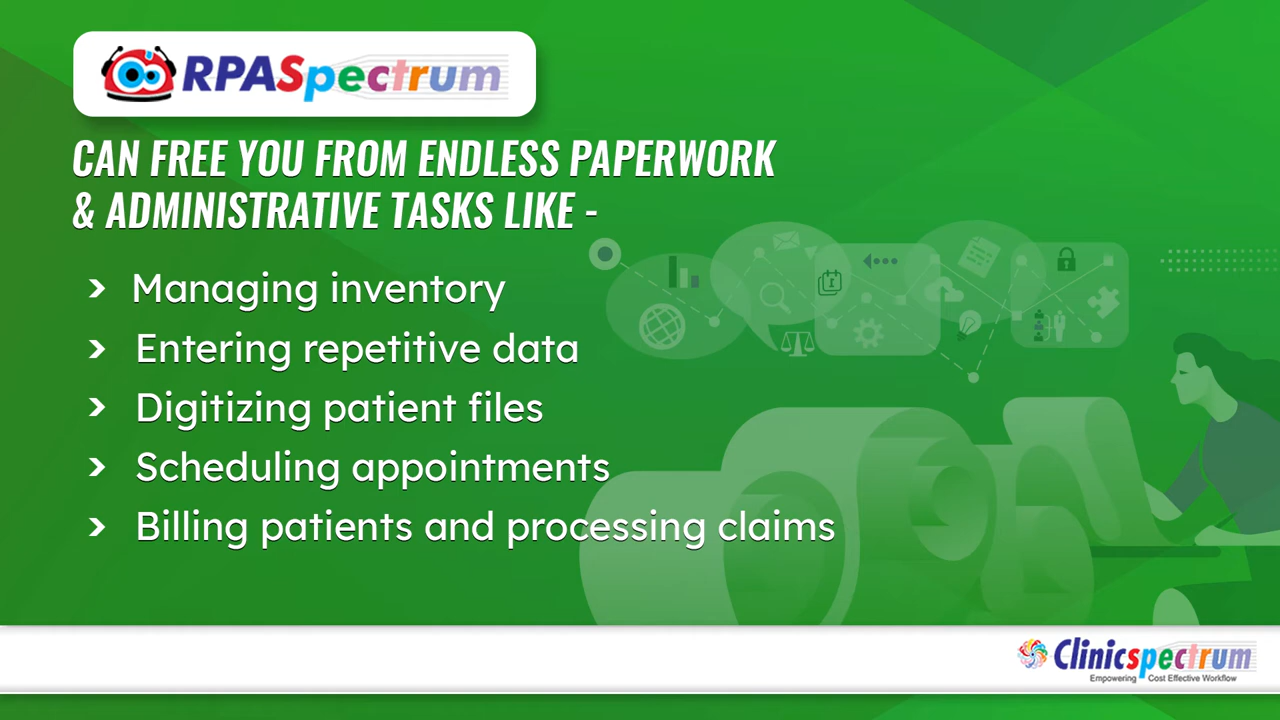 RPASpectrum
CAN FREE YOU FROM ENDLESS PAPERWORK
& ADMINISTRATIVE TASKS LIKE -
› Managing inventory
› Entering repetitive data
› Digitizing patient files
› Scheduling appointments
› Billing patients and processing claims
Clinicspectrum
Empowering Cost Effective Workflow